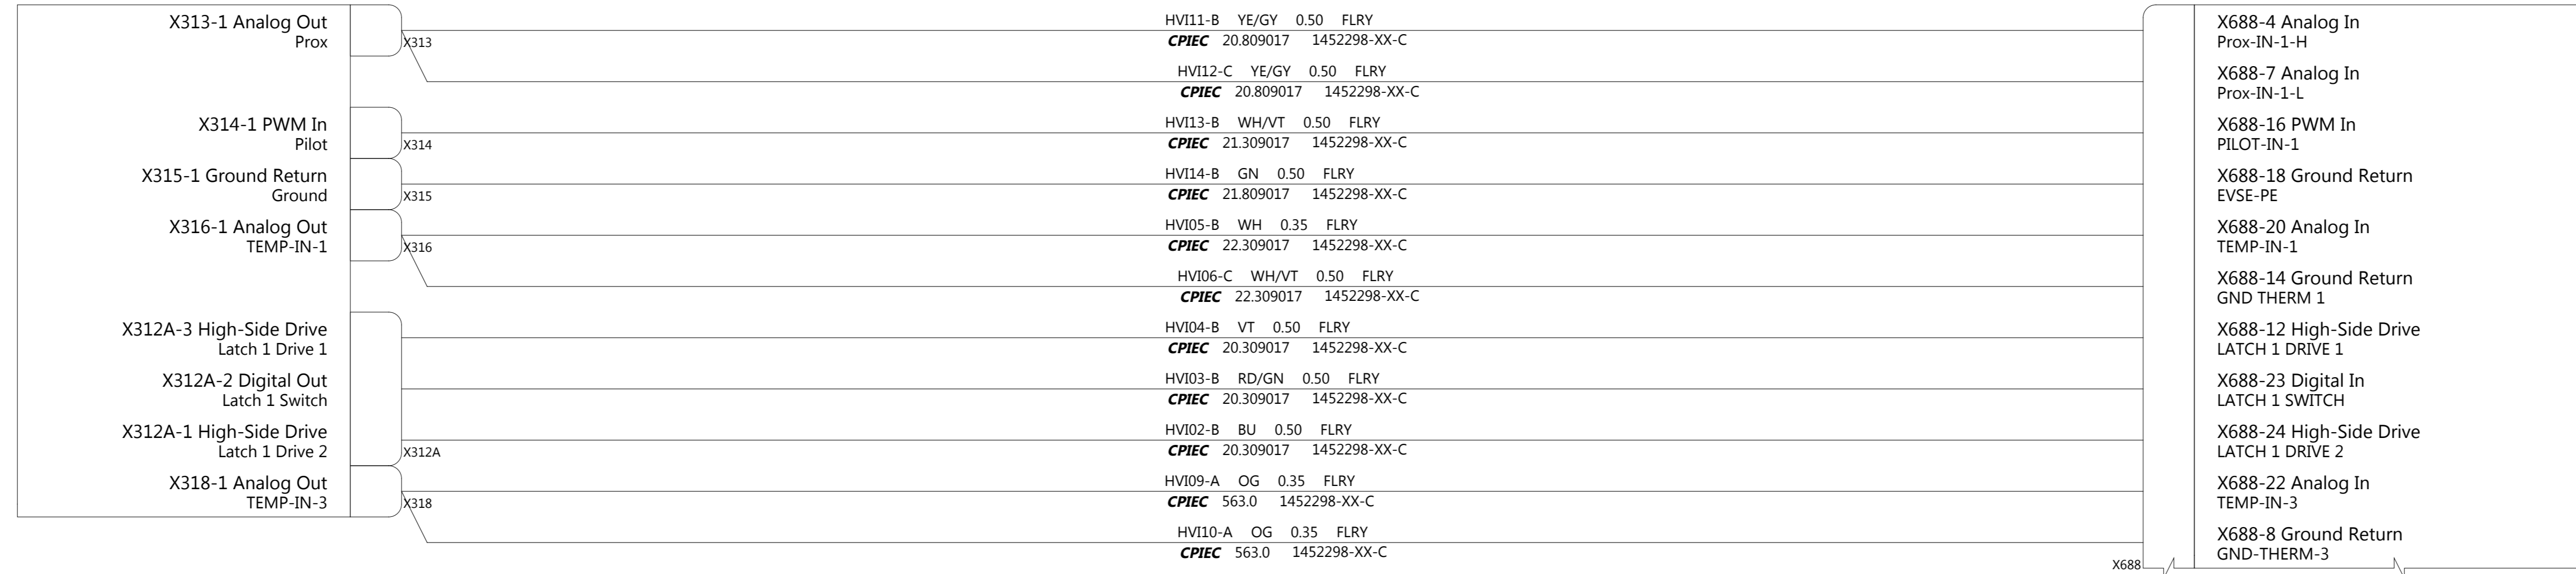 X313-1 Analog Out
Prox
X313
HVI11-B YE/GY 0.50 FLRY
CPIEC 20.809017 1452298-XX-C
X688-4 Analog In
Prox-IN-1-H
HVI12-C YE/GY 0.50 FLRY
CPIEC 20.809017 1452298-XX-C
X688-7 Analog In
Prox-IN-1-L
X314-1 PWM In
Pilot
X314
HVI13-B WH/VT 0.50 FLRY
CPIEC 21.309017 1452298-XX-C
X688-16 PWM In
PILOT-IN-1
X315-1 Ground Return
Ground
X315
HVI14-B GN 0.50 FLRY
CPIEC 21.809017 1452298-XX-C
X688-18 Ground Return
EVSE-PE
X316-1 Analog Out
TEMP-IN-1
X316
HVI05-B WH 0.35 FLRY
CPIEC 22.309017 1452298-XX-C
X688-20 Analog In
TEMP-IN-1
HVI06-C WH/VT 0.50 FLRY
CPIEC 22.309017 1452298-XX-C
X688-14 Ground Return
GND THERM 1
X312A-3 High-Side Drive
Latch 1 Drive 1
HVI04-B VT 0.50 FLRY
CPIEC 20.309017 1452298-XX-C
X688-12 High-Side Drive
LATCH 1 DRIVE 1
X312A-2 Digital Out
Latch 1 Switch
HVI03-B RD/GN 0.50 FLRY
CPIEC 20.309017 1452298-XX-C
X688-23 Digital In
LATCH 1 SWITCH
X312A-1 High-Side Drive
Latch 1 Drive 2
X312A
HVI02-B BU 0.50 FLRY
CPIEC 20.309017 1452298-XX-C
X688-24 High-Side Drive
LATCH 1 DRIVE 2
X318-1 Analog Out
TEMP-IN-3
X318
HVI09-A OG 0.35 FLRY
CPIEC 563.0 1452298-XX-C
X688-22 Analog In
TEMP-IN-3
HVI10-A OG 0.35 FLRY
CPIEC 563.0 1452298-XX-C
X688-8 Ground Return
GND-THERM-3
X688